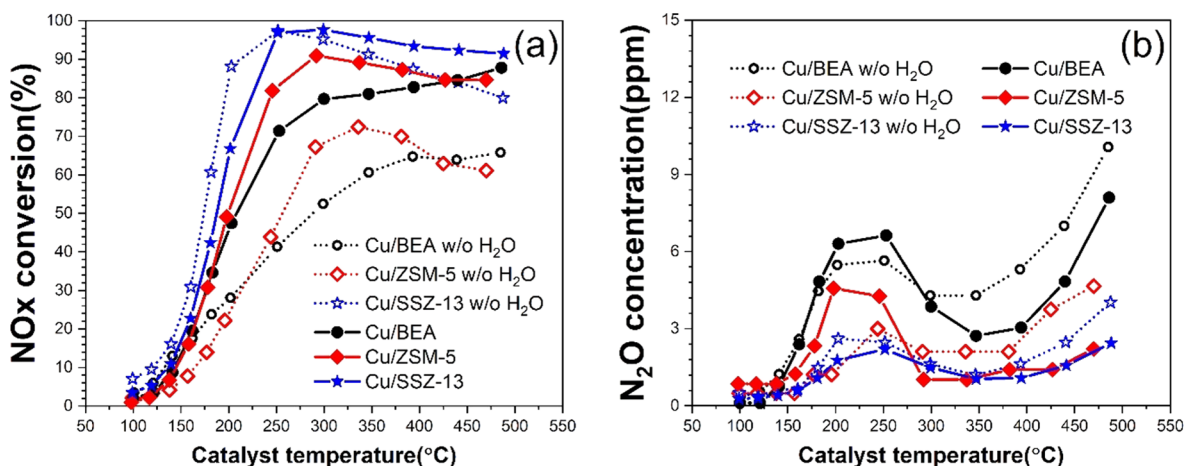 (a)
NOx conversion(%)
100
90
80
70
60
50
40
30
20
10
0
Cu/BEA w/o H₂O
Cu/ZSM-5 w/o H₂O
Cu/SSZ-13 w/o H₂O
Cu/BEA
Cu/ZSM-5
Cu/SSZ-13
50 100 150 200 250 300 350 400 450 500 550
Catalyst temperature(°C)
(b)
N₂O concentration(ppm)
15
12
9
6
3
0
Cu/BEA w/o H₂O Cu/BEA
Cu/ZSM-5 w/o H₂O Cu/ZSM-5
Cu/SSZ-13 w/o H₂O Cu/SSZ-13
50 100 150 200 250 300 350 400 450 500 550
Catalyst temperature(°C)